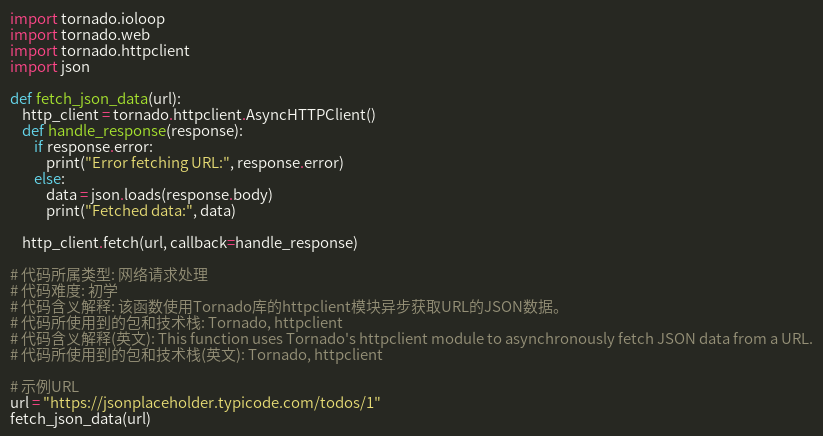 import tornado.ioloop
import tornado.web
import tornado.httpclient
import json

def fetch_json_data(url):
    http_client = tornado.httpclient.AsyncHTTPClient()
    def handle_response(response):
        if response.error:
            print("Error fetching URL:", response.error)
        else:
            data = json.loads(response.body)
            print("Fetched data:", data)

    http_client.fetch(url, callback=handle_response)

# 代码所属类型: 网络请求处理
# 代码难度: 初学
# 代码含义解释: 该函数使用Tornado库的httpclient模块异步获取URL的JSON数据。
# 代码所使用到的包和技术栈: Tornado, httpclient
# 代码含义解释(英文): This function uses Tornado's httpclient module to asynchronously fetch JSON data from a URL.
# 代码所使用到的包和技术栈(英文): Tornado, httpclient

# 示例URL
url = "https://jsonplaceholder.typicode.com/todos/1"
fetch_json_data(url)